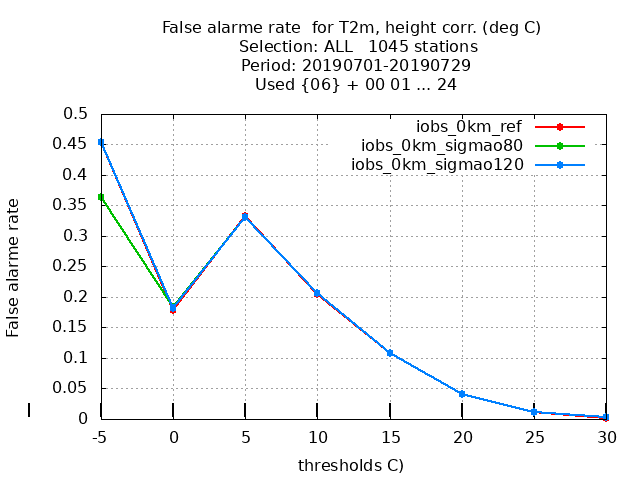 False alarme rate  for T2m, height corr. (deg C)
Selection: ALL   1045 stations
Period: 20190701-20190729
Used {06} + 00 01 ... 24
iobs_0km_ref
iobs_0km_sigmao80
iobs_0km_sigmao120
False alarme rate
0.5
0.45
0.4
0.35
0.3
0.25
0.2
0.15
0.1
0.05
0
-5 0 5 10 15 20 25 30
thresholds C)